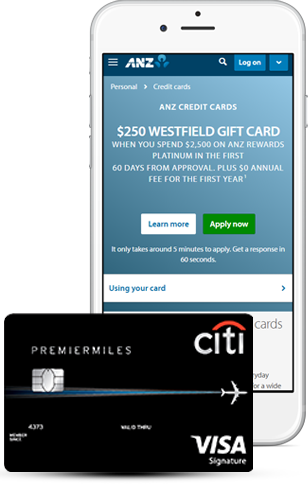 ANZ
Log on
Personal > Credit cards
ANZ CREDIT CARDS
$250 WESTFIELD GIFT CARD
WHEN YOU SPEND $2,500 ON ANZ REWARDS
PLATINUM IN THE FIRST
60 DAYS FROM APPROVAL. PLUS $0 ANNUAL
FEE FOR THE FIRST YEAR¹
Learn more
Apply now
It only takes around 5 minutes to apply. Get a response in
60 seconds.
Using your card >
cards
for a wide
citi
PREMIERMILES
4373
VALID THRU
MEMBER
SINCE
VISA
Signature